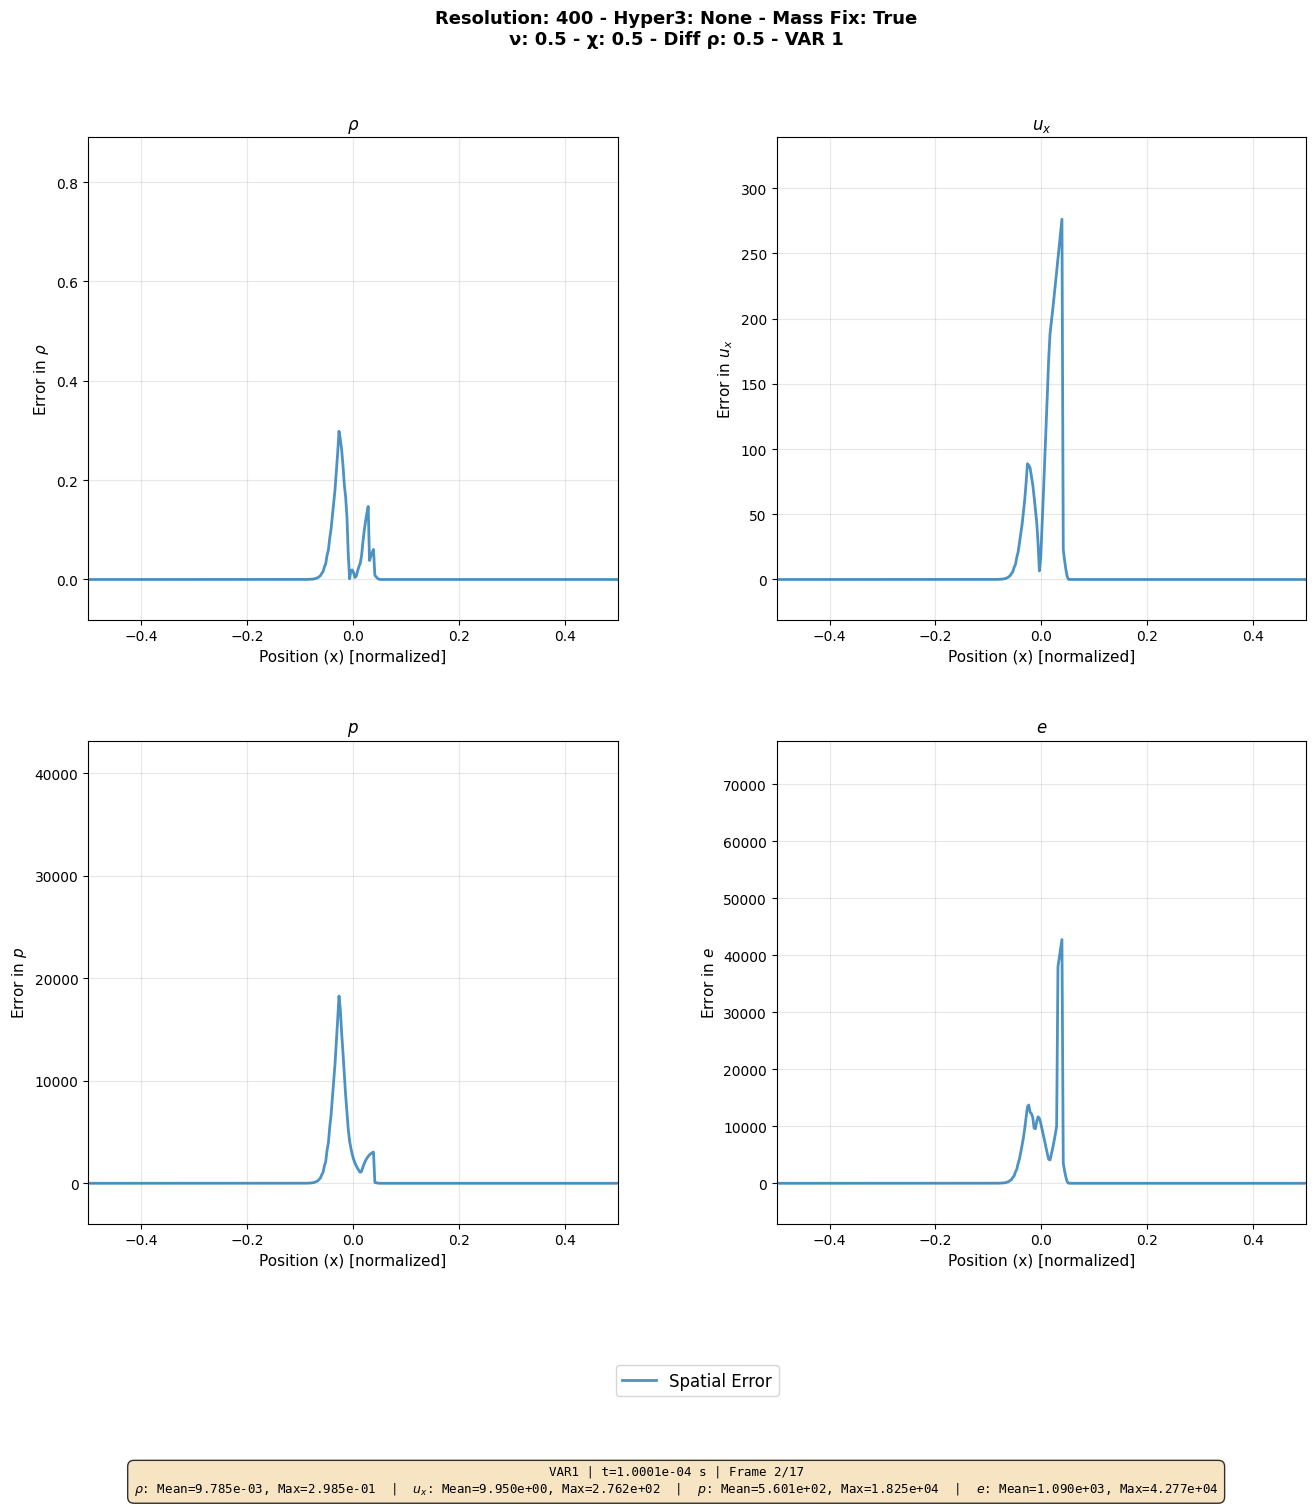 Resolution: 400 - Hyper3: None - Mass Fix: True
ν: 0.5 - χ: 0.5 - Diff ρ: 0.5 - VAR 1
ρ
Error in ρ
0.8
0.6
0.4
0.2
0.0
−0.4 −0.2 0.0 0.2 0.4
Position (x) [normalized]
u_x
Error in u_x
300
250
200
150
100
50
0
−0.4 −0.2 0.0 0.2 0.4
Position (x) [normalized]
p
Error in p
40000
30000
20000
10000
0
−0.4 −0.2 0.0 0.2 0.4
Position (x) [normalized]
e
Error in e
70000
60000
50000
40000
30000
20000
10000
0
−0.4 −0.2 0.0 0.2 0.4
Position (x) [normalized]
Spatial Error
VAR1 | t=1.0001e-04 s | Frame 2/17
ρ: Mean=9.785e-03, Max=2.985e-01 | u_x: Mean=9.950e+00, Max=2.762e+02 | p: Mean=5.601e+02, Max=1.825e+04 | e: Mean=1.090e+03, Max=4.277e+04